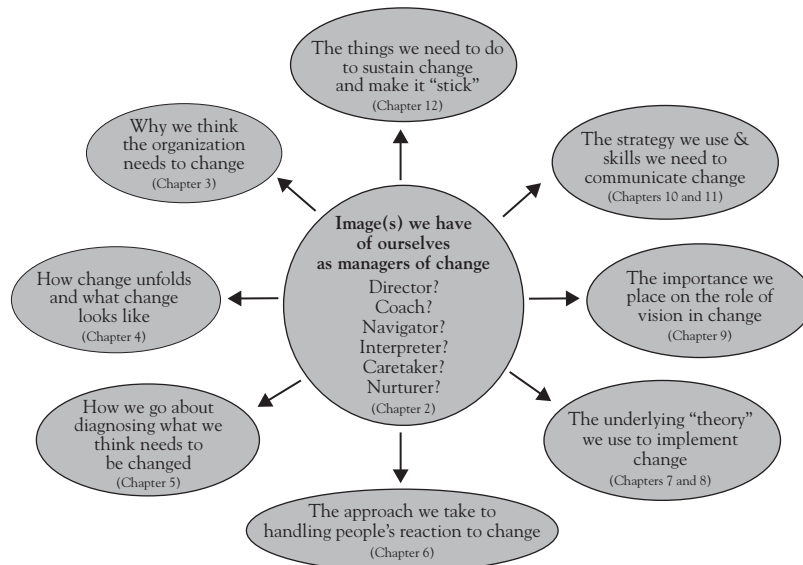 The things we need to do
to sustain change
and make it “stick”
(Chapter 12)
Why we think
the organization
needs to change
(Chapter 3)
The strategy we use &
skills we need to
communicate change
(Chapters 10 and 11)
Image(s) we have
of ourselves
as managers of change
Director?
Coach?
Navigator?
Interpreter?
Caretaker?
Nurturer?
(Chapter 2)
How change unfolds
and what change
looks like
(Chapter 4)
The importance we
place on the role of
vision in change
(Chapter 9)
How we go about
diagnosing what we
think needs to
be changed
(Chapter 5)
The underlying “theory”
we use to implement
change
(Chapters 7 and 8)
The approach we take to
handling people’s reaction to change
(Chapter 6)